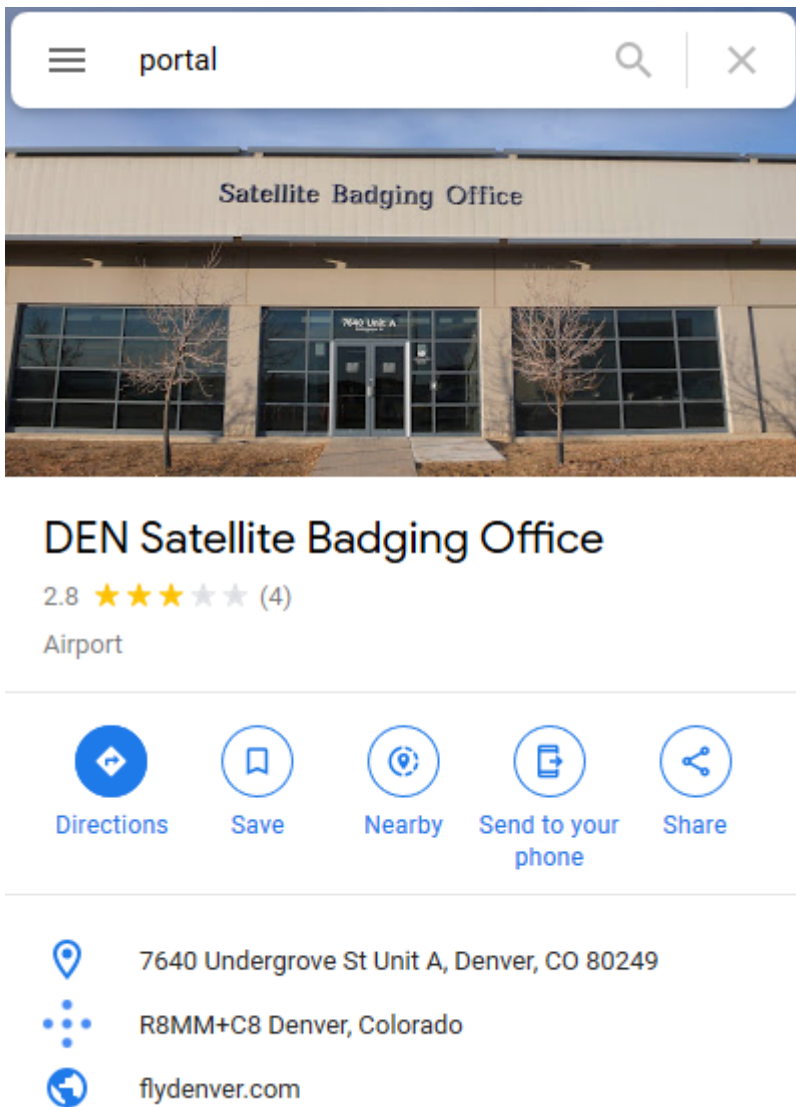 portal
Satellite Badging Office
7640 Unit A
DEN Satellite Badging Office
2.8 (4)
Airport
Directions
Save
Nearby
Send to your
phone
Share
7640 Undergrove St Unit A, Denver, CO 80249
R8MM+C8 Denver, Colorado
flydenver.com